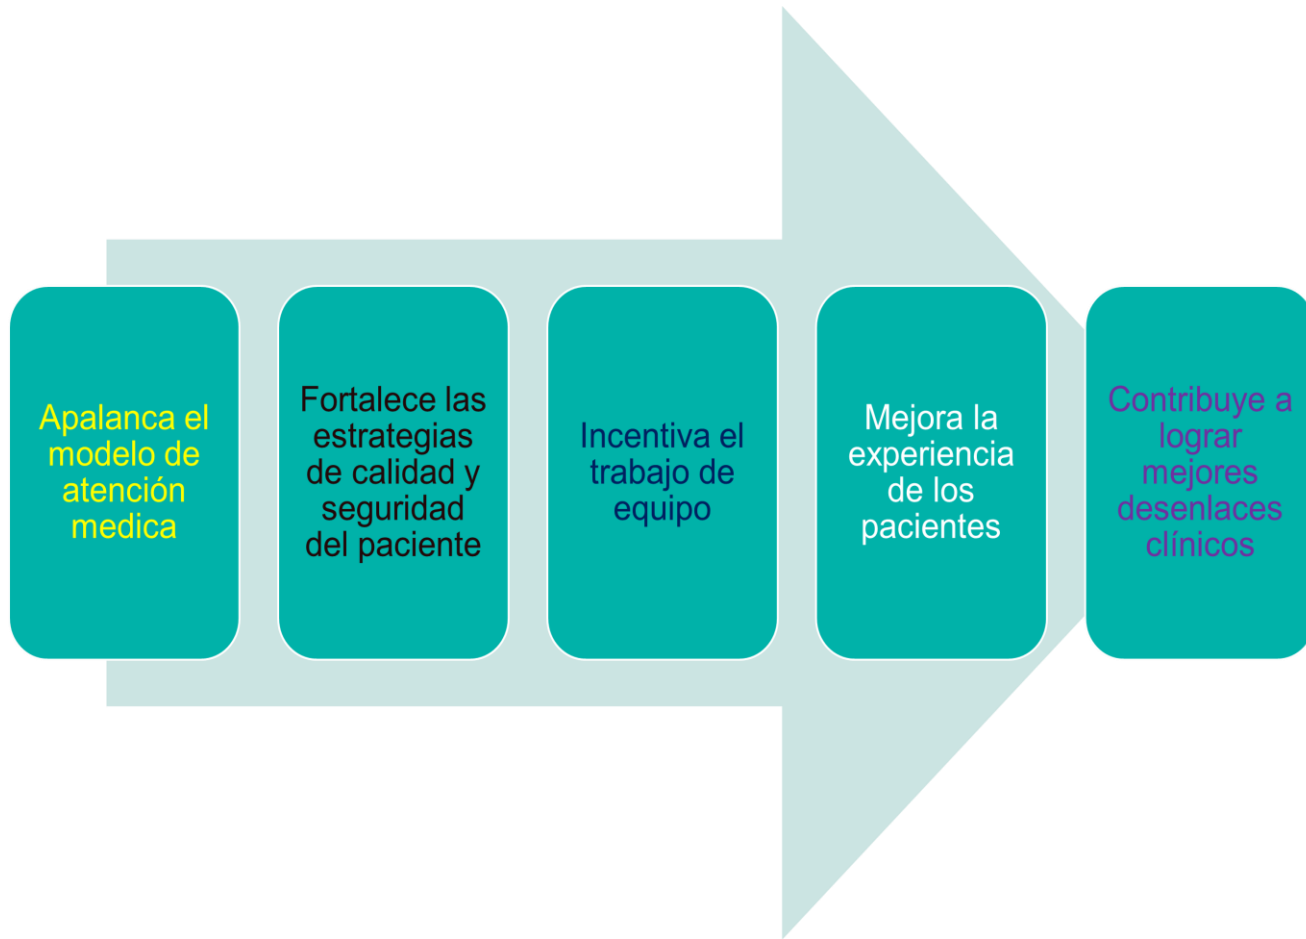 Apalanca el
modelo de
atención
medica
Fortalece las
estrategias
de calidad y
seguridad
del paciente
Incentiva el
trabajo de
equipo
Mejora la
experiencia
de los
pacientes
Contribuye a
lograr
mejores
desenlaces
clínicos